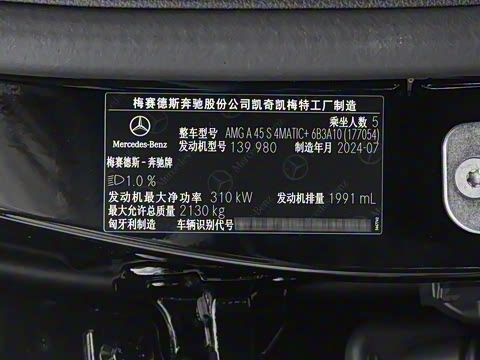 梅赛德斯奔驰股份公司凯奇凯梅特工厂制造
乘坐人数 5
整车型号 AMG A 45 S 4MATIC+ 6B3A10 (177054)
Mercedes-Benz 发动机型号 139 980 制造年月 2024-07
梅赛德斯-奔驰牌
1.0 %
发动机最大净功率 310 kW 发动机排量 1991 mL
最大允许总质量 2130 kg
匈牙利制造 车辆识别代号